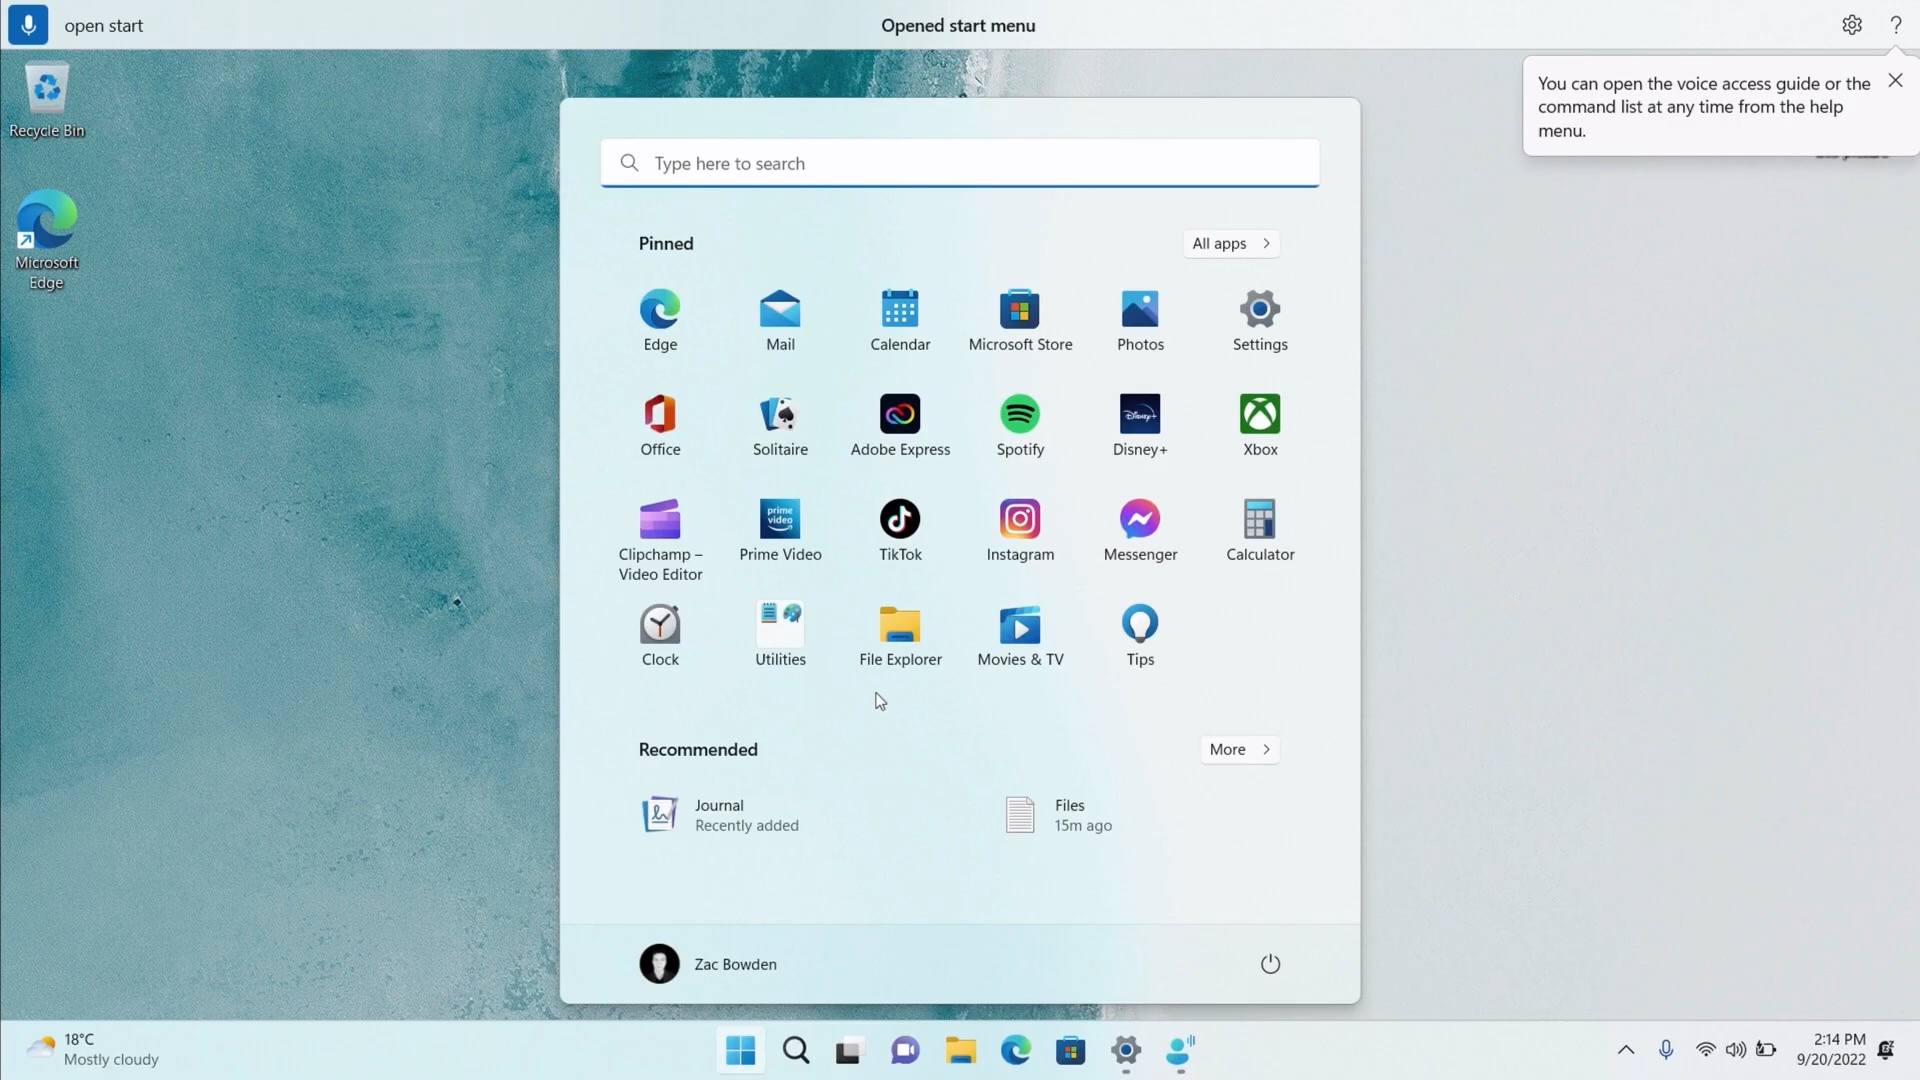 open start
Opened start menu
?
You can open the voice access guide or the
command list at any time from the help
menu.
Recycle Bin
Microsoft
Edge
Type here to search
Pinned
All apps
Edge
Mail
Calendar
Microsoft Store
Photos
Settings
Disney+
Office
Solitaire
Adobe Express
Spotify
Disney+
Xbox
prime
video
Clipchamp –
Video Editor
Prime Video
TikTok
Instagram
Messenger
Calculator
Clock
Utilities
File Explorer
Movies & TV
Tips
Recommended
More
Journal
Recently added
Files
15m ago
Zac Bowden
18°C
Mostly cloudy
2:14 PM
9/20/2022